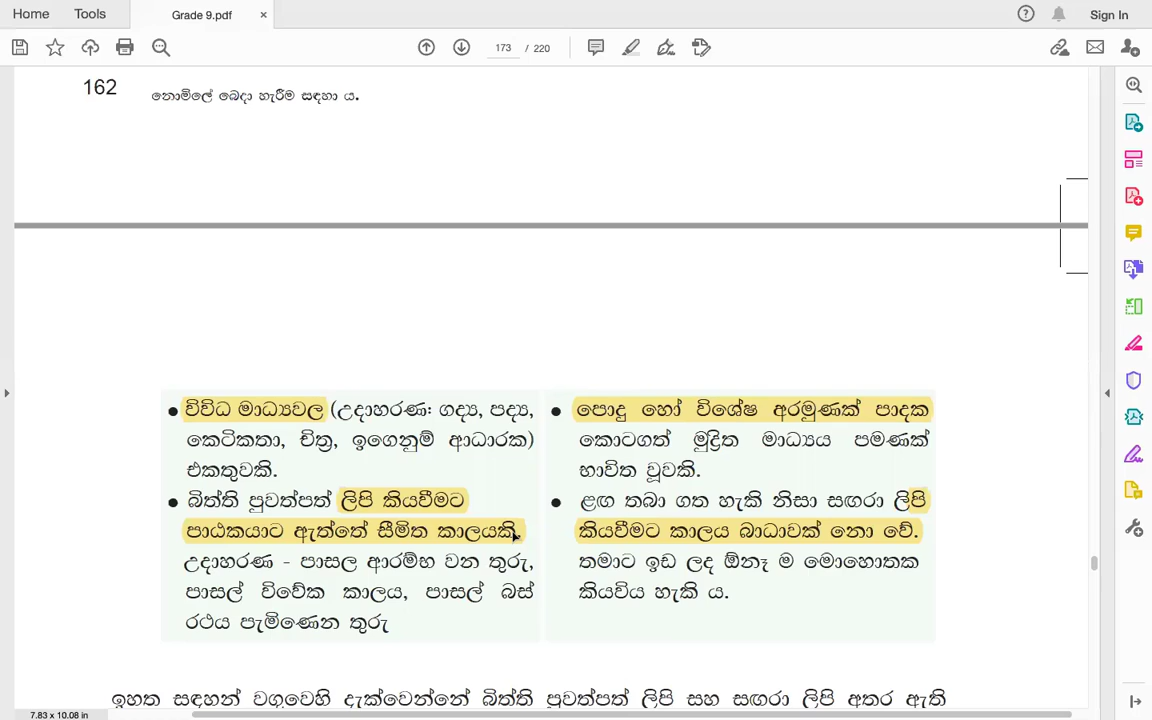 Home Tools Grade 9.pdf × Sign In
173 / 220
162 නොමිලේ බෙදා හැරීම සඳහා ය.
• විවිධ මාධ්‍යවල (උදාහරණ: ගද්‍ය, පද්‍ය,
කෙටිකතා, චිත්‍ර, ඉගෙනුම් ආධාරක)
එකතුවකි.
• බිත්ති පුවත්පත් ලිපි කියවීමට
පාඨකයාට ඇත්තේ සීමිත කාලයකි.
උදාහරණ - පාසල ආරම්භ වන තුරු,
පාසල් විවේක කාලය, පාසල් බස්
රථය පැමිණෙන තුරු
• පොදු හෝ විශේෂ අරමුණක් පාදක
කොටගත් මුද්‍රිත මාධ්‍යය පමණක්
භාවිත වූවකි.
• ළඟ තබා ගත හැකි නිසා සඟරා ලිපි
කියවීමට කාලය බාධාවක් නො වේ.
තමාට ඉඩ ලද ඕනෑ ම මොහොතක
කියවිය හැකි ය.
ඉහත සඳහන් වගුවෙහි දැක්වෙන්නේ බිත්ති පුවත්පත් ලිපි සහ සඟරා ලිපි අතර ඇති
7.83 x 10.08 in